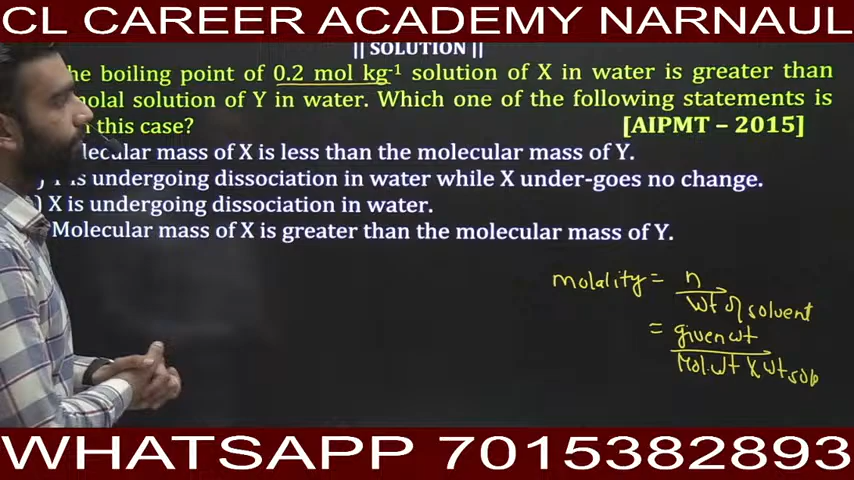 CL CAREER ACADEMY NARNAUL
|| SOLUTION ||
he boiling point of 0.2 mol kg⁻¹ solution of X in water is greater than
molal solution of Y in water. Which one of the following statements is
this case? [AIPMT – 2015]
lecular mass of X is less than the molecular mass of Y.
is undergoing dissociation in water while X under-goes no change.
) X is undergoing dissociation in water.
Molecular mass of X is greater than the molecular mass of Y.
molality = n
wt of solvent
= given wt
Mol. wt X wt solv
WHATSAPP 7015382893